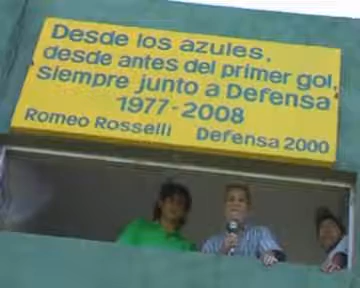 Desde los azules,
desde antes del primer gol,
siempre junto a Defensa
1977-2008
Romeo Rosselli Defensa 2000